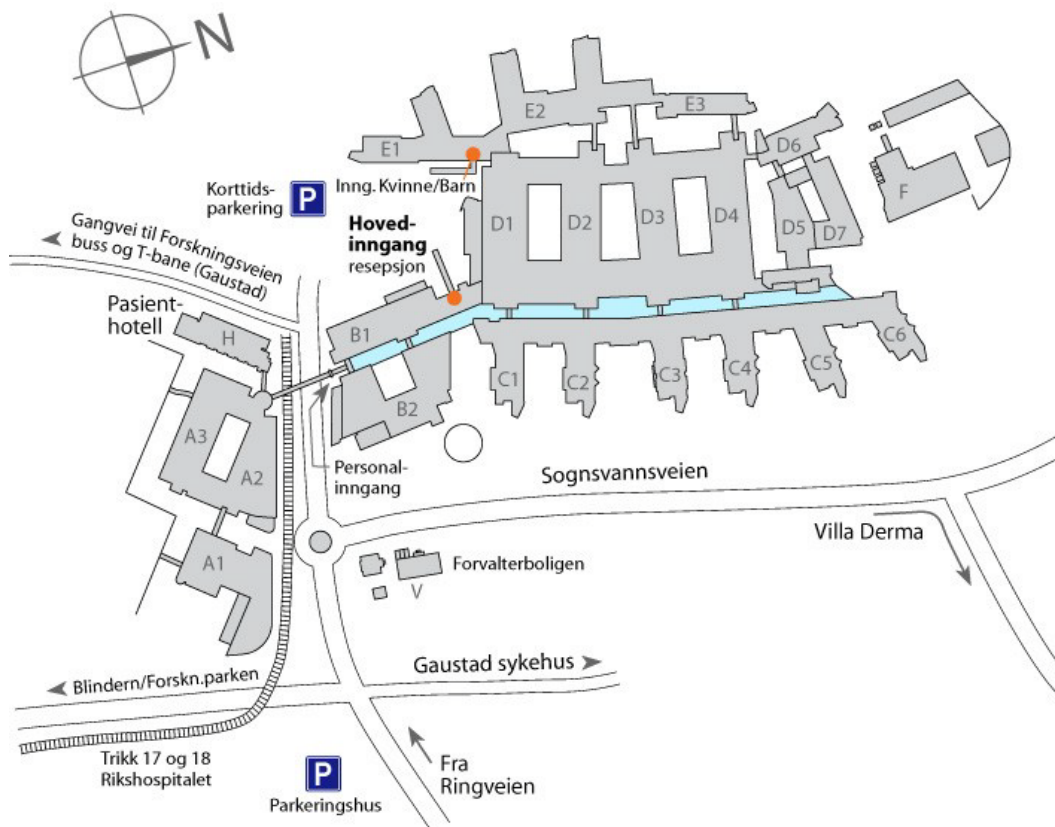 N
E2
E3
E1
D6
F
Korttids-
parkering
P
Inng. Kvinne/Barn
Hoved-
inngang
resepsjon
D1
D2
D3
D4
D5
D7
Gangvei til Forskningsveien
buss og T-bane (Gaustad)
Pasient-
hotell
H
B1
B2
C1
C2
C3
C4
C5
C6
A3
A2
A1
Personal-
inngang
Sognsvannsveien
Villa Derma
Forvalterboligen
V
Gaustad sykehus
Blindern/Forskn.parken
Trikk 17 og 18
Rikshospitalet
P
Parkeringshus
Fra
Ringveien